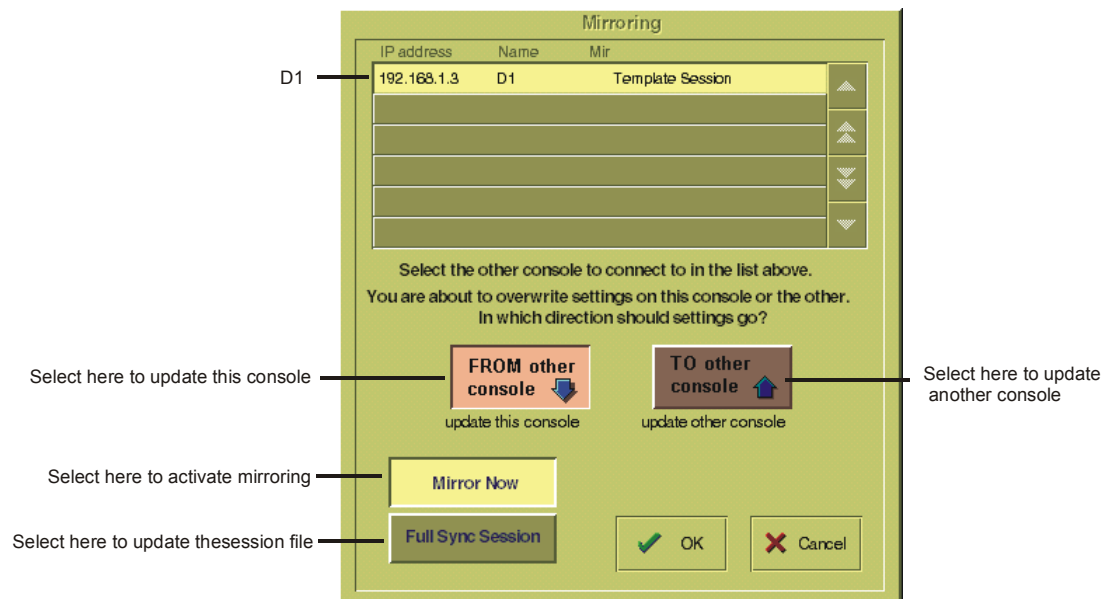 Mirroring
IP address Name Mir
D1
192.168.1.3 D1 Template Session
Select the other console to connect to in the list above.
You are about to overwrite settings on this console or the other.
In which direction should settings go?
Select here to update this console
FROM other
console
update this console
TO other
console
update other console
Select here to update
another console
Select here to activate mirroring
Mirror Now
Select here to update thesession file
Full Sync Session
OK
Cancel